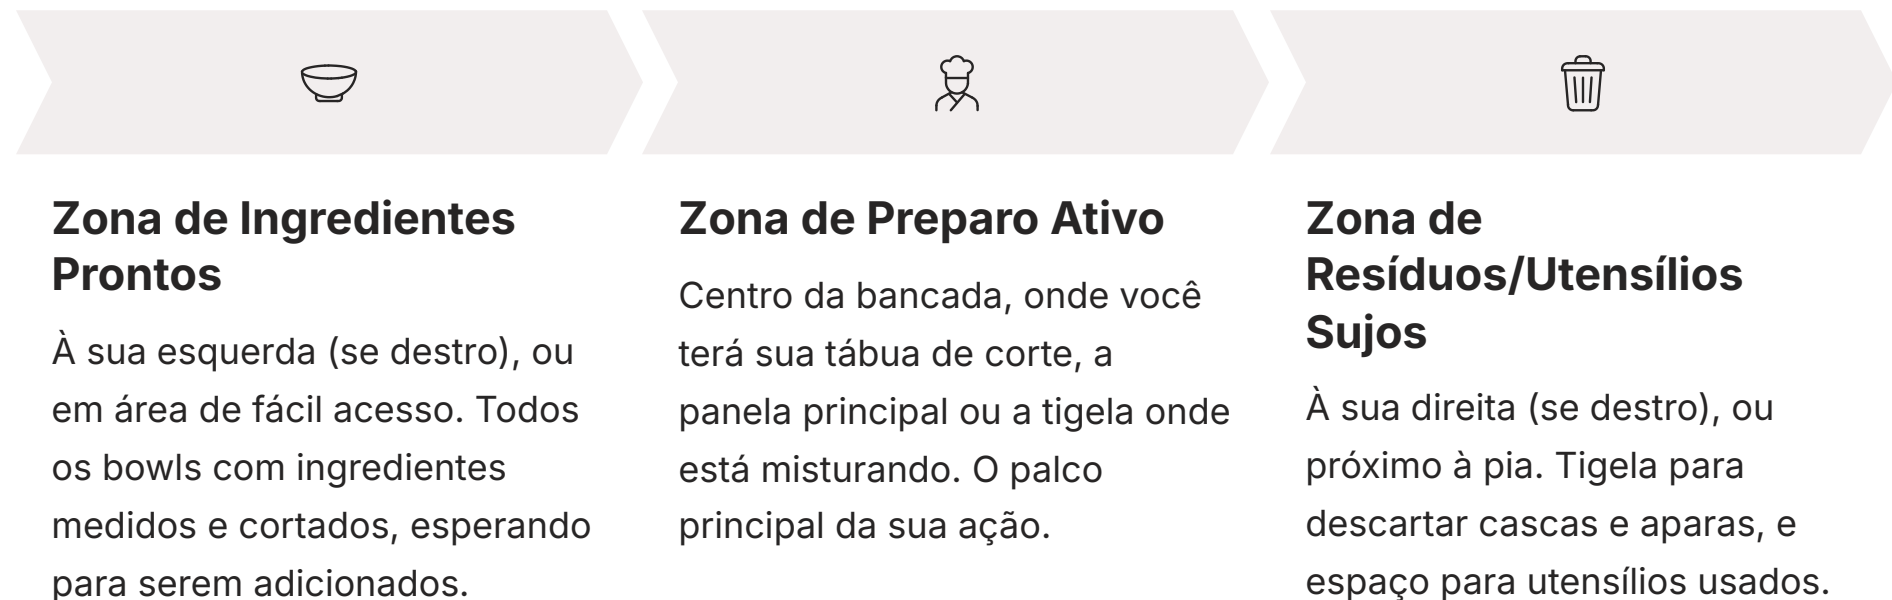 Zona de Ingredientes
Prontos
À sua esquerda (se destro), ou
em área de fácil acesso. Todos
os bowls com ingredientes
medidos e cortados, esperando
para serem adicionados.
Zona de Preparo Ativo
Centro da bancada, onde você
terá sua tábua de corte, a
panela principal ou a tigela onde
está misturando. O palco
principal da sua ação.
Zona de
Resíduos/Utensílios
Sujos
À sua direita (se destro), ou
próximo à pia. Tigela para
descartar cascas e aparas, e
espaço para utensílios usados.